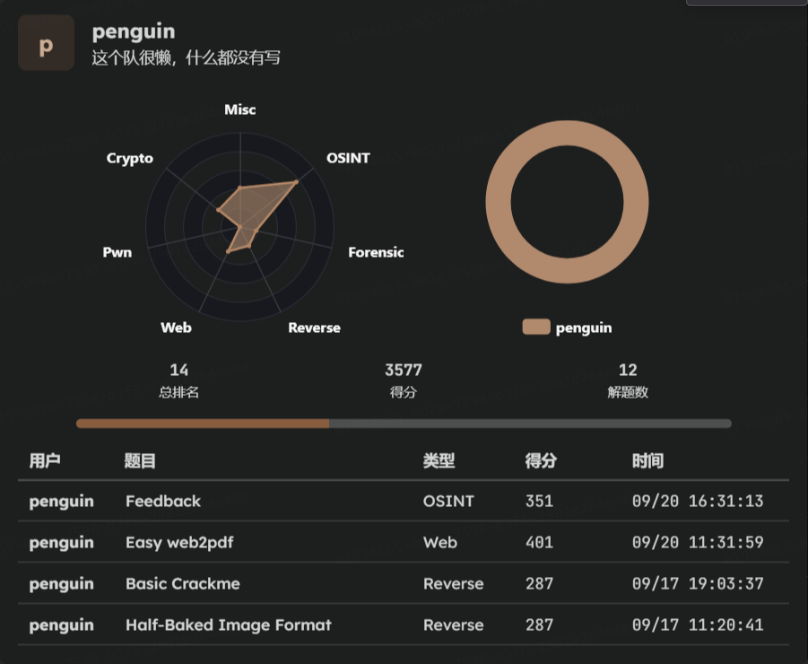 p
penguin
这个队很懒，什么都没有写
Misc
Crypto
OSINT
Pwn
Forensic
Web
Reverse
penguin
14
3577
12
总排名
得分
解题数
用户 题目 类型 得分 时间
penguin Feedback OSINT 351 09/20 16:31:13
penguin Easy web2pdf Web 401 09/20 11:31:59
penguin Basic Crackme Reverse 287 09/17 19:03:37
penguin Half-Baked Image Format Reverse 287 09/17 11:20:41